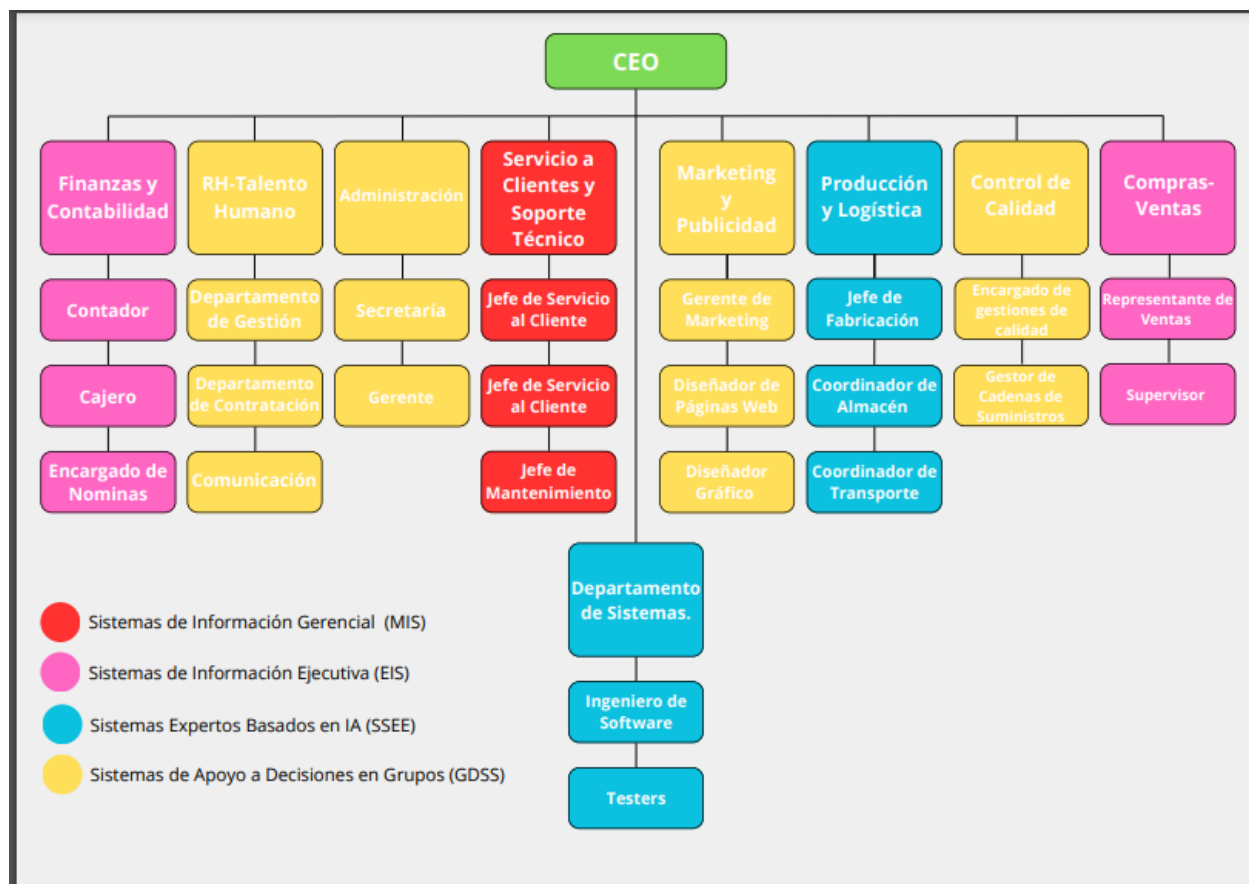 CEO
Finanzas y
Contabilidad
RH-Talento
Humano
Administración
Servicio a
Clientes y
Soporte
Técnico
Marketing
y
Publicidad
Producción
y Logística
Control de
Calidad
Compras-
Ventas
Contador
Departamento
de Gestión
Secretaría
Jefe de Servicio
al Cliente
Gerente de
Marketing
Jefe de
Fabricación
Encargado de
gestiones de
calidad
Representante de
Ventas
Cajero
Departamento
de Contratación
Gerente
Jefe de Servicio
al Cliente
Diseñador de
Páginas Web
Coordinador de
Almacén
Gestor de
Cadenas de
Suministros
Supervisor
Encargado de
Nominas
Comunicación
Jefe de
Mantenimiento
Diseñador
Gráfico
Coordinador de
Transporte
Departamento
de Sistemas.
Ingeniero de
Software
Testers
Sistemas de Información Gerencial (MIS)
Sistemas de Información Ejecutiva (EIS)
Sistemas Expertos Basados en IA (SSEE)
Sistemas de Apoyo a Decisiones en Grupos (GDSS)